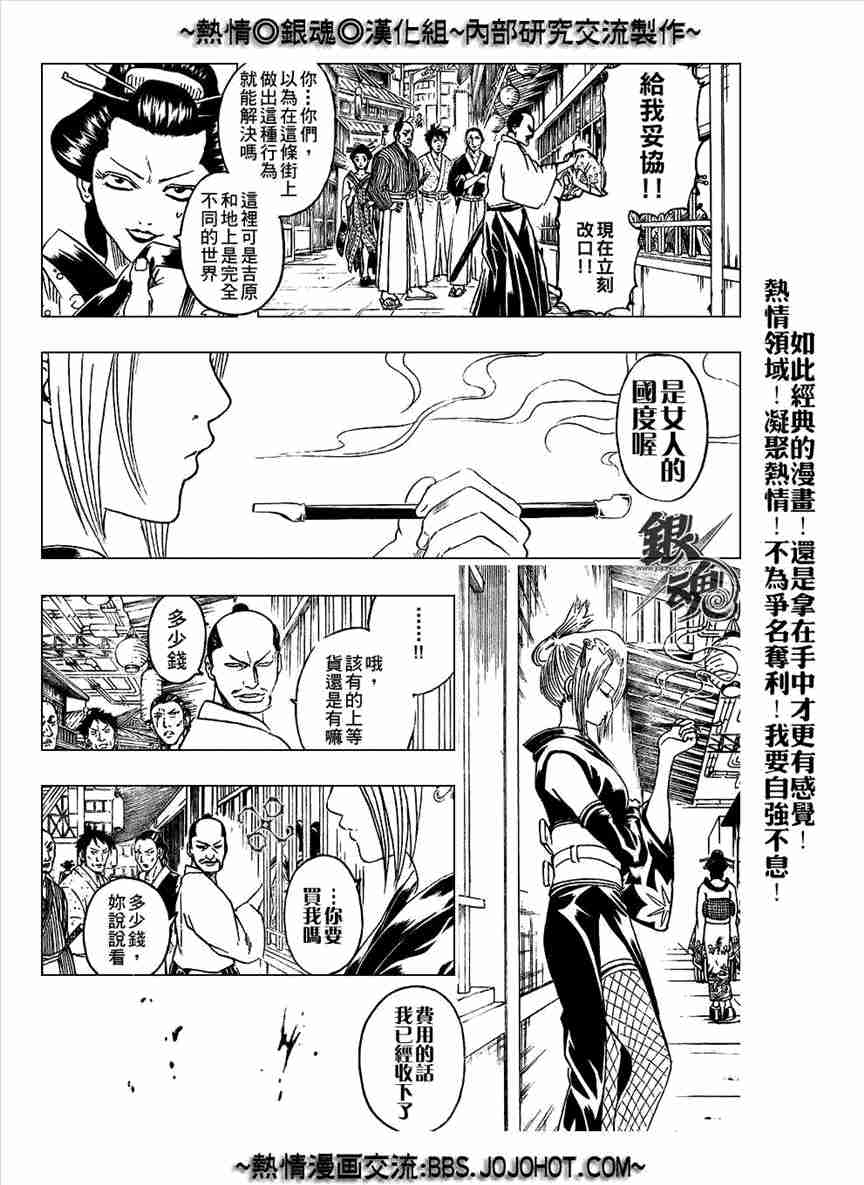 ~熱情◎銀魂◎漢化組~內部研究交流製作~
給我妥協!!
現在立刻
改口!!
你…你們，
以為在這條街上
做出這種行為
就能解決嗎
這裡可是吉原
和地上是完全
不同的世界
是女人的
國度喔
銀魂
www.jojohot.com
……!!
哦，
該有的上等
貨還是有嘛
多少錢
…你要
買我嗎
多少錢，
妳說說看
費用的話
我已經收下了
如此經典的漫畫！還是拿在手中才更有感覺！
熱情領域！凝聚熱情！不為爭名奪利！我要自強不息！
~熱情漫画交流:BBS.JOJOHOT.COM/~